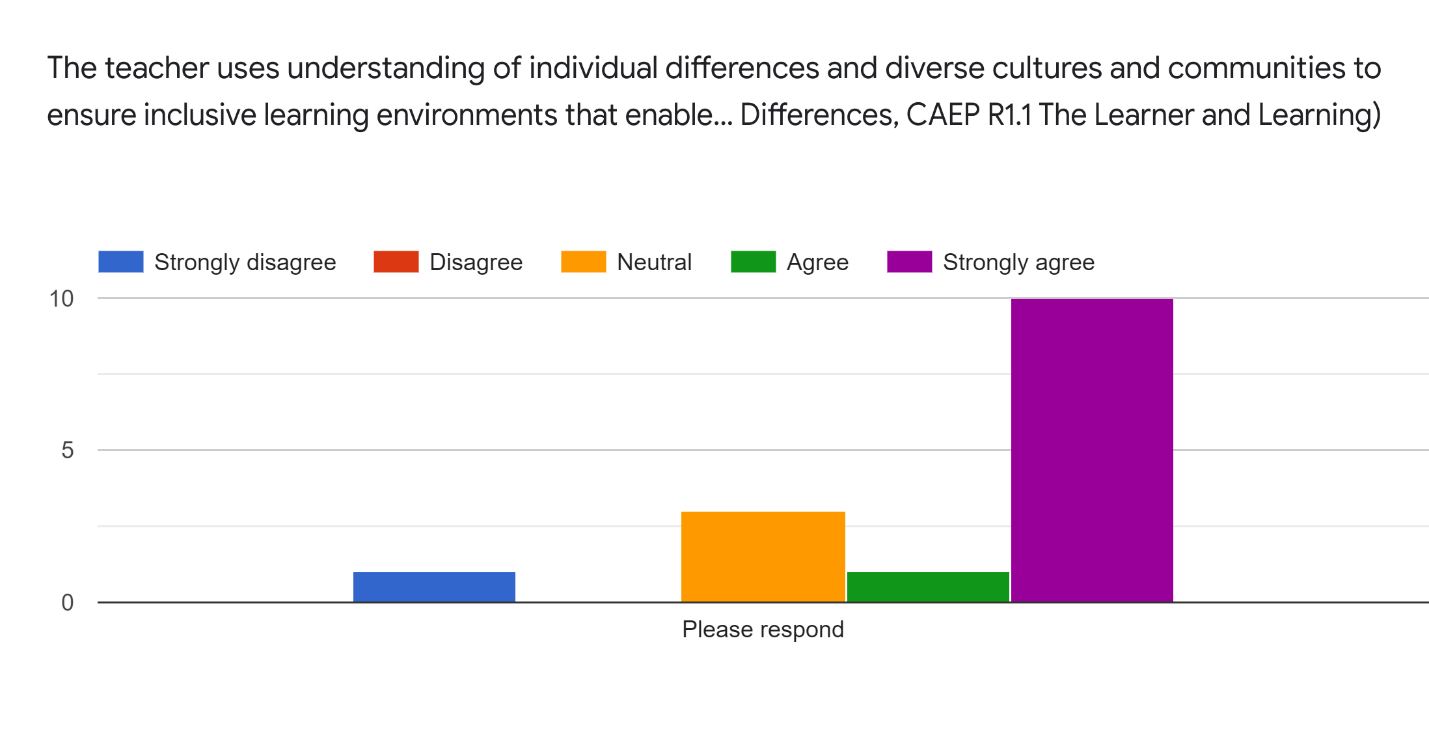 The teacher uses understanding of individual differences and diverse cultures and communities to
ensure inclusive learning environments that enable... Differences, CAEP R1.1 The Learner and Learning)
Strongly disagree Disagree Neutral Agree Strongly agree
10
5
0
Please respond